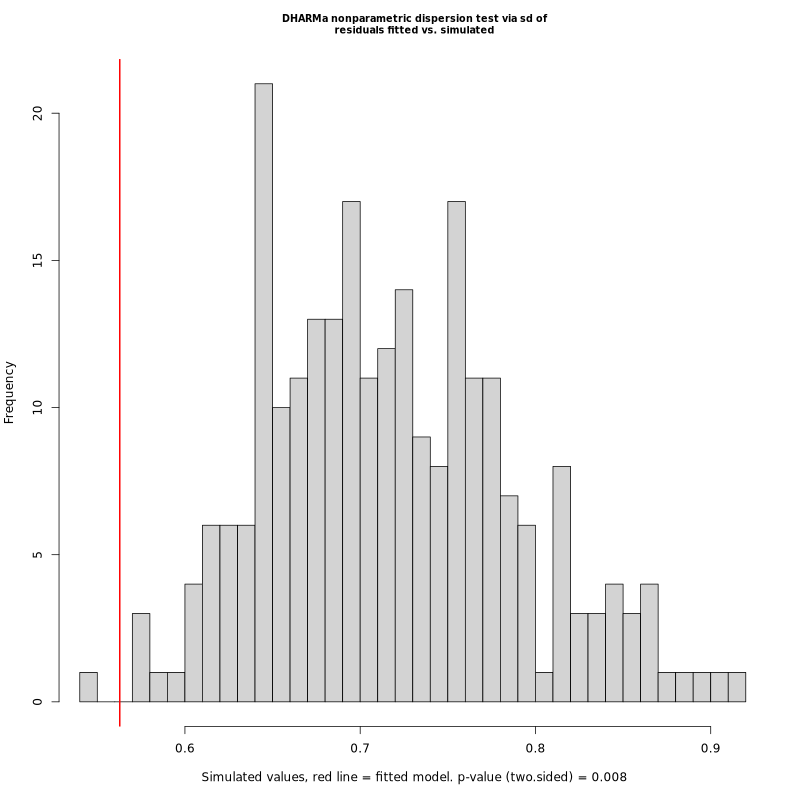 DHARMa nonparametric dispersion test via sd of
residuals fitted vs. simulated
Frequency
20
15
10
5
0
0.6 0.7 0.8 0.9
Simulated values, red line = fitted model. p-value (two.sided) = 0.008